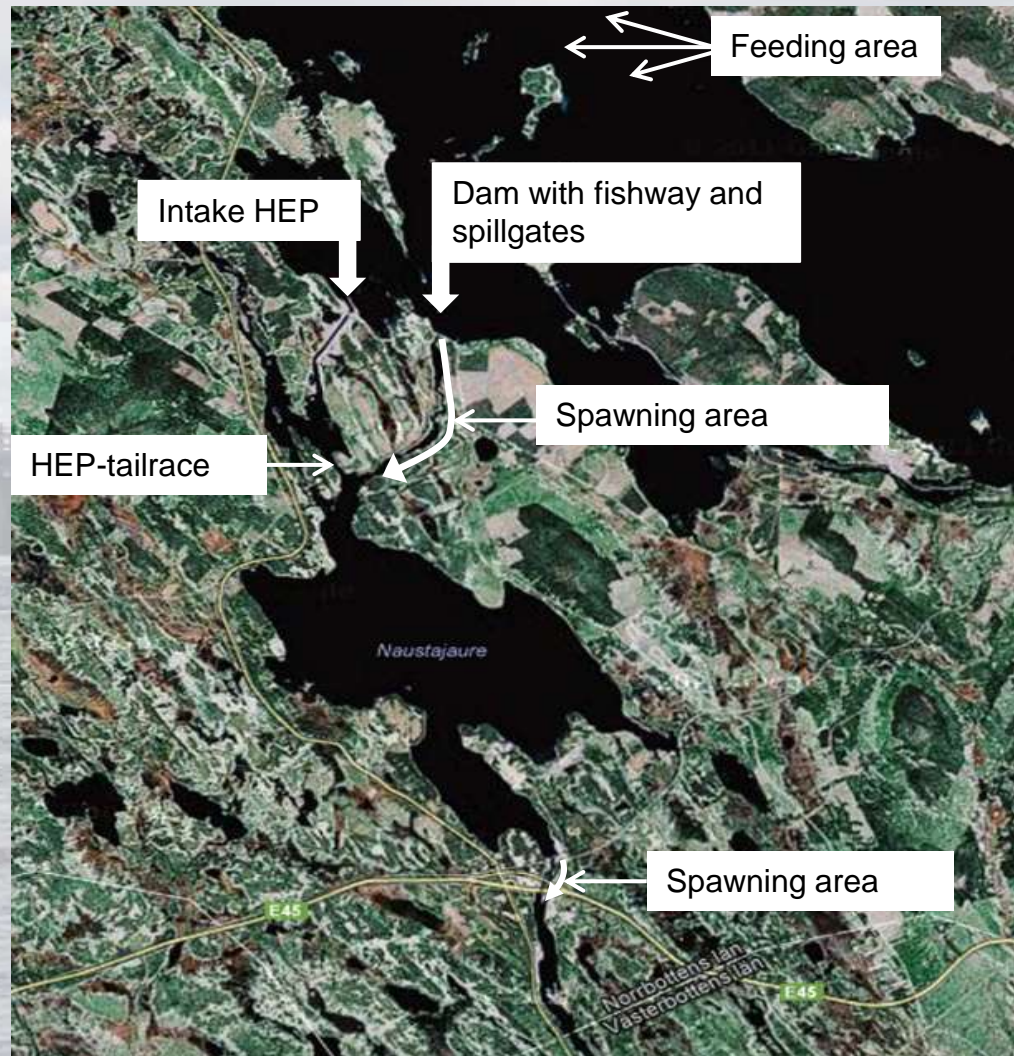 Feeding area
Intake HEP
Dam with fishway and
spillgates
Spawning area
HEP-tailrace
Naustajaure
Spawning area
E45
Norrbottens län
Västerbottens län
E45